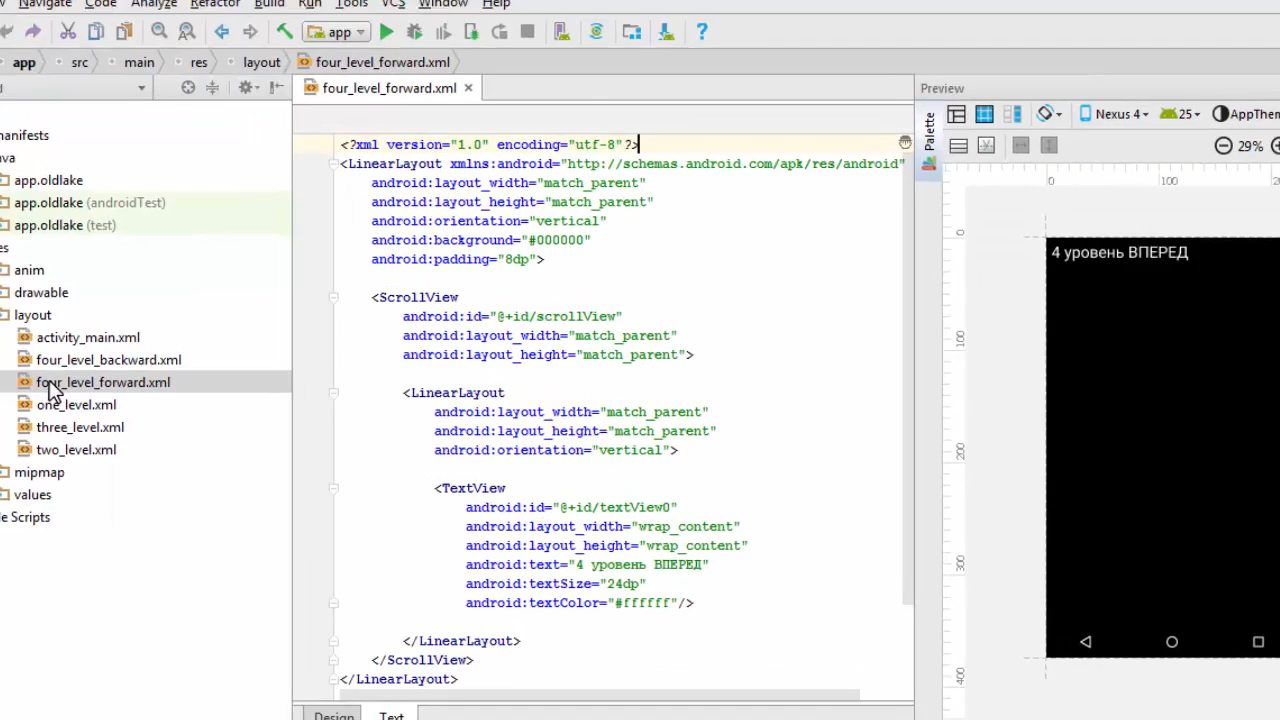 Navigate Code Analyze Refactor Build Run Tools VCS Window Help
app
app src main res layout four_level_forward.xml
four_level_forward.xml
Preview
manifests
java
app.oldlake
app.oldlake (androidTest)
app.oldlake (test)
res
anim
drawable
layout
activity_main.xml
four_level_backward.xml
four_level_forward.xml
one_level.xml
three_level.xml
two_level.xml
mipmap
values
le Scripts
<?xml version="1.0" encoding="utf-8"?>
<LinearLayout xmlns:android="http://schemas.android.com/apk/res/android"
android:layout_width="match_parent"
android:layout_height="match_parent"
android:orientation="vertical"
android:background="#000000"
android:padding="8dp">
<ScrollView
android:id="@+id/scrollView"
android:layout_width="match_parent"
android:layout_height="match_parent">
<LinearLayout
android:layout_width="match_parent"
android:layout_height="match_parent"
android:orientation="vertical">
<TextView
android:id="@+id/textView0"
android:layout_width="wrap_content"
android:layout_height="wrap_content"
android:text="4 уровень ВПЕРЕД"
android:textSize="24dp"
android:textColor="#ffffff"/>
</LinearLayout>
</ScrollView>
</LinearLayout>
Design Text
Palette
Nexus 4 25 AppThem
29%
0 100 20
0
100
200
300
400
4 уровень ВПЕРЕД